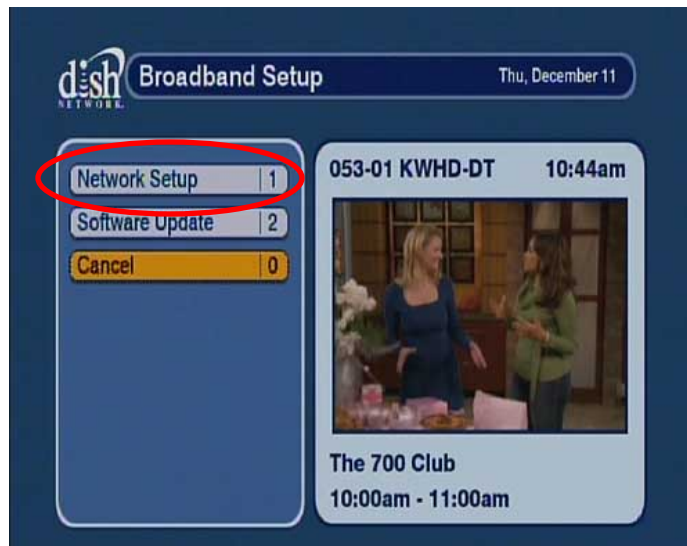 dish
NETWORK.
Broadband Setup
Thu, December 11
Network Setup 1
Software Update 2
Cancel 0
053-01 KWHD-DT 10:44am
The 700 Club
10:00am - 11:00am